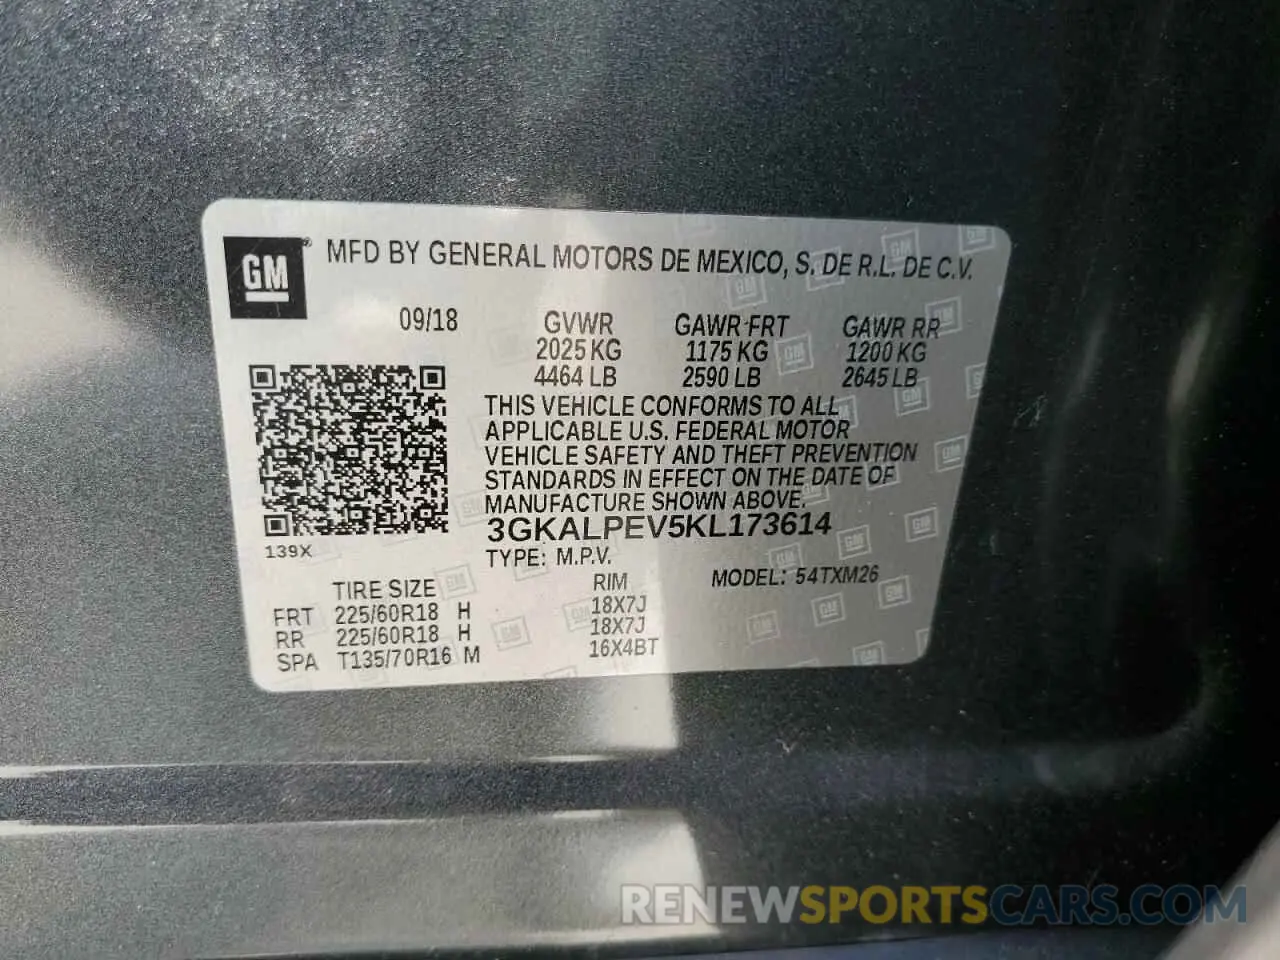 GM® MFD BY GENERAL MOTORS DE MEXICO, S. DE R.L. DE C.V.
09/18 GVWR GAWR FRT GAWR RR
2025 KG 1175 KG 1200 KG
4464 LB 2590 LB 2645 LB
THIS VEHICLE CONFORMS TO ALL
APPLICABLE U.S. FEDERAL MOTOR
VEHICLE SAFETY AND THEFT PREVENTION
STANDARDS IN EFFECT ON THE DATE OF
MANUFACTURE SHOWN ABOVE.
3GKALPEV5KL173614
139X
TYPE: M.P.V. MODEL: 54TXM26
TIRE SIZE RIM
FRT 225/60R18 H 18X7J
RR 225/60R18 H 18X7J
SPA T135/70R16 M 16X4BT
RENEWSPORTSCARS.COM